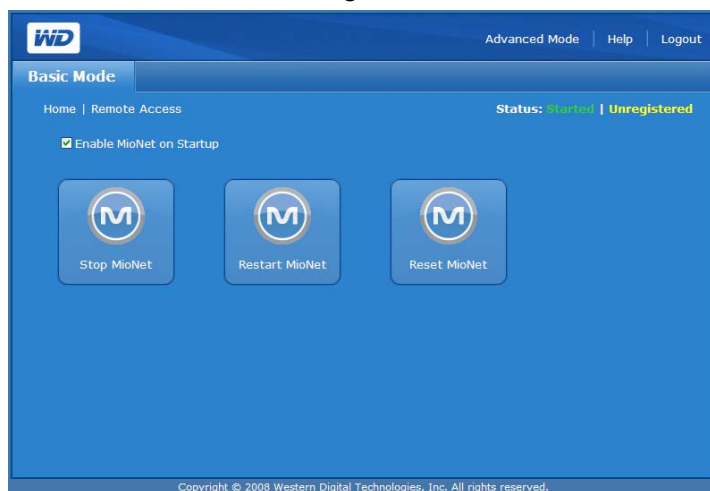 WD
Advanced Mode | Help | Logout
Basic Mode
Home | Remote Access
Status: Started | Unregistered
Enable MioNet on Startup
M M M
Stop MioNet Restart MioNet Reset MioNet
Copyright © 2008 Western Digital Technologies, Inc. All rights reserved.